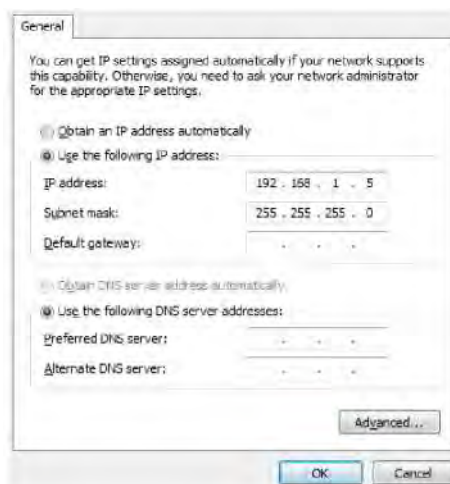 General
You can get IP settings assigned automatically if your network supports
this capability. Otherwise, you need to ask your network administrator
for the appropriate IP settings.
Obtain an IP address automatically
Use the following IP address:
IP address: 192 . 168 . 1 . 5
Subnet mask: 255 . 255 . 255 . 0
Default gateway: . . .
Obtain DNS server address automatically
Use the following DNS server addresses:
Preferred DNS server: . . .
Alternate DNS server: . . .
Advanced...
OK Cancel